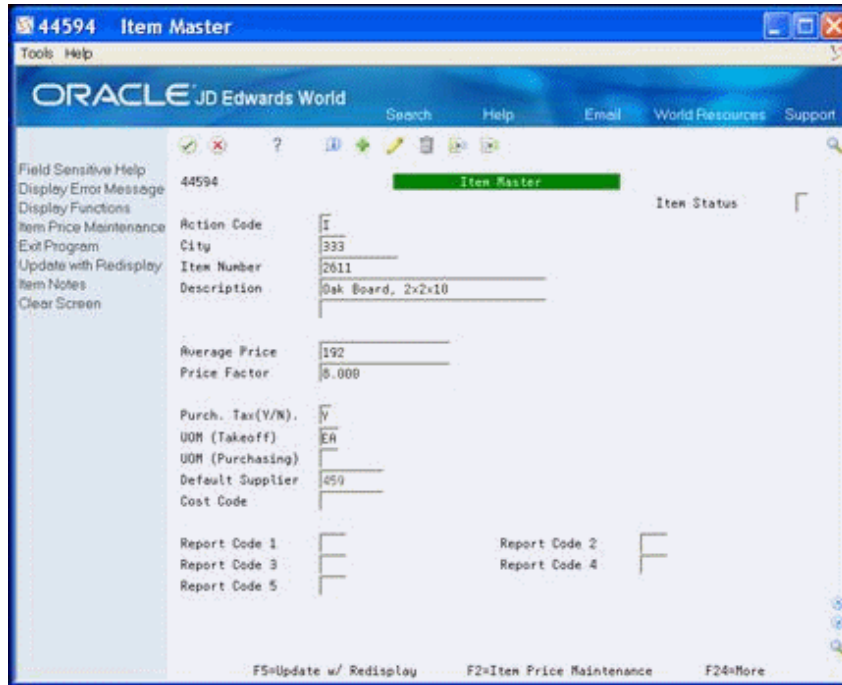 44594 Item Master
Tools Help
ORACLE JD Edwards World
Search Help Email World Resources Support
?
Field Sensitive Help
Display Error Message
Display Functions
Item Price Maintenance
Exit Program
Update with Redisplay
Item Notes
Clear Screen
44594 Item Master
Item Status
Action Code I
City 333
Item Number 2611
Description Oak Board, 2x2x10
Average Price 192
Price Factor 8.000
Purch. Tax(Y/N). Y
UOM (Takeoff) EA
UOM (Purchasing)
Default Supplier 459
Cost Code
Report Code 1 Report Code 2
Report Code 3 Report Code 4
Report Code 5
F5=Update w/ Redisplay F2=Item Price Maintenance F24=More